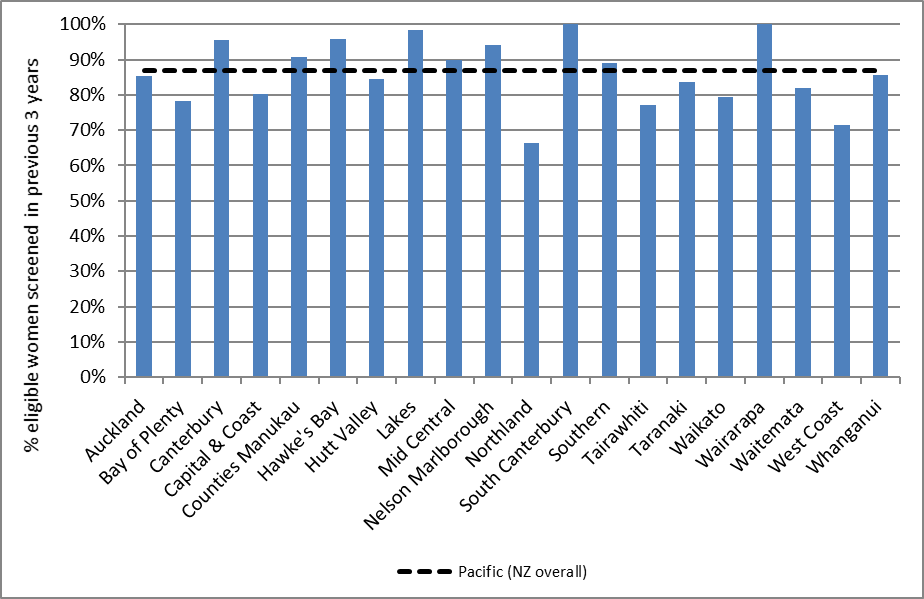 % eligible women screened in previous 3 years
100%
90%
80%
70%
60%
50%
40%
30%
20%
10%
0%
Auckland
Bay of Plenty
Canterbury
Capital & Coast
Counties Manukau
Hawke's Bay
Hutt Valley
Lakes
Mid Central
Nelson Marlborough
Northland
South Canterbury
Southern
Tairawhiti
Taranaki
Waikato
Wairarapa
Waitemata
West Coast
Whanganui
Pacific (NZ overall)